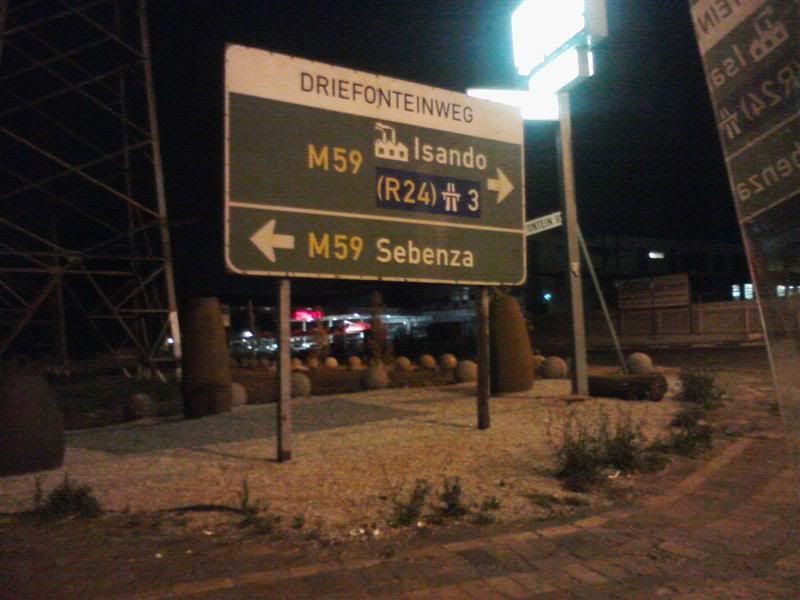 DRIEFONTEINWEG
M59 Isando
(R24) 3
M59 Sebenza